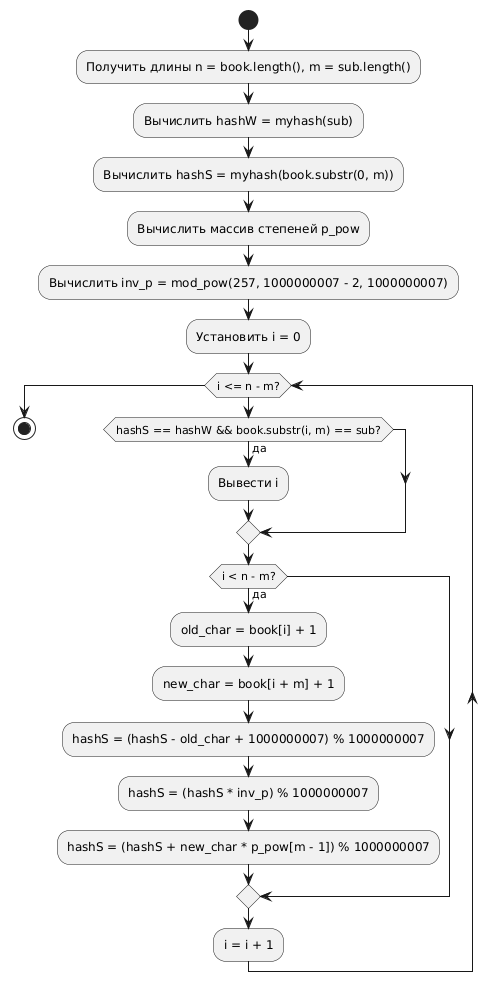 Получить длины n = book.length(), m = sub.length()
Вычислить hashW = myhash(sub)
Вычислить hashS = myhash(book.substr(0, m))
Вычислить массив степеней p_pow
Вычислить inv_p = mod_pow(257, 1000000007 - 2, 1000000007)
Установить i = 0
i <= n - m?
hashS == hashW && book.substr(i, m) == sub?
да
Вывести i
i < n - m?
да
old_char = book[i] + 1
new_char = book[i + m] + 1
hashS = (hashS - old_char + 1000000007) % 1000000007
hashS = (hashS * inv_p) % 1000000007
hashS = (hashS + new_char * p_pow[m - 1]) % 1000000007
i = i + 1